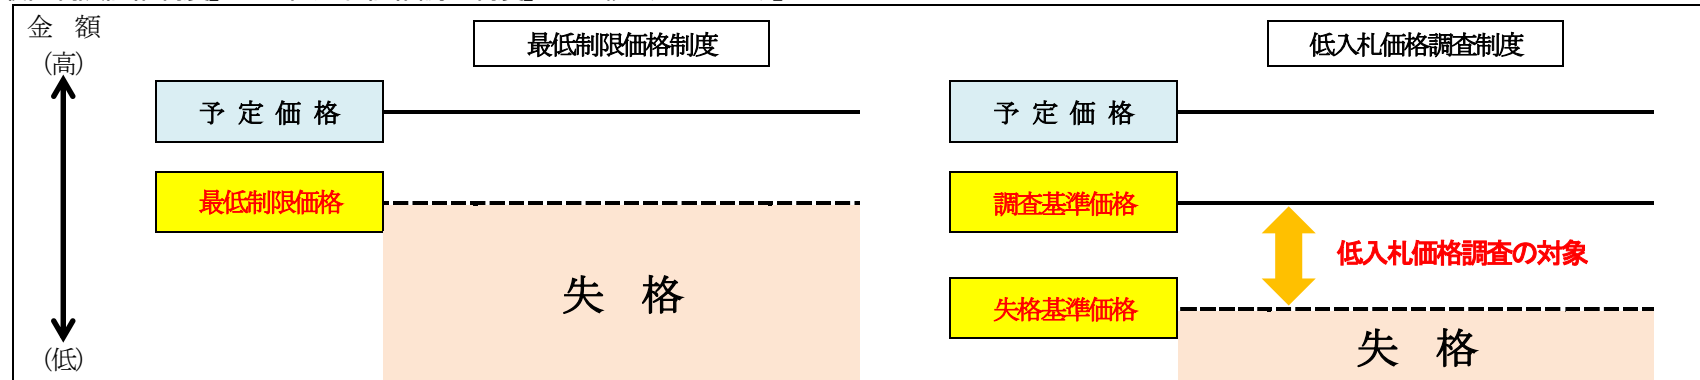 金　額
(高)
最低制限価格制度
予 定 価 格
最低制限価格
失　格
低入札価格調査制度
予 定 価 格
調査基準価格
低入札価格調査の対象
失格基準価格
失　格
(低)